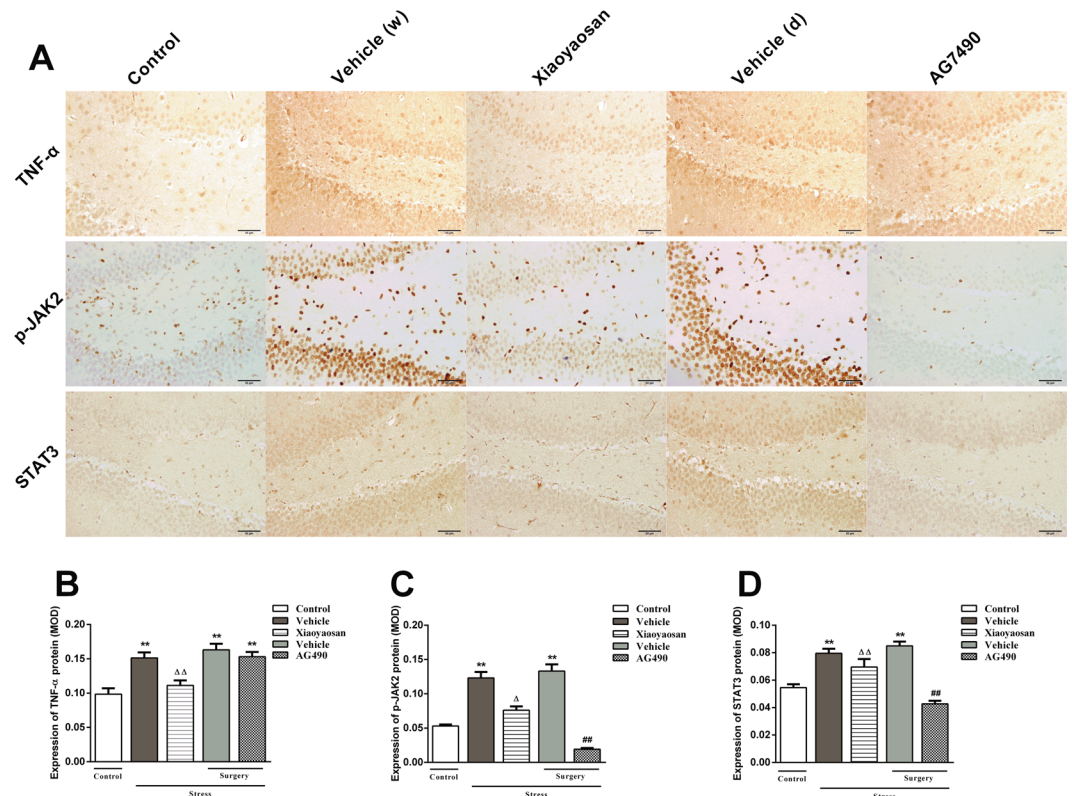 A
Control
Vehicle (w)
Xiaoyaosan
Vehicle (d)
AG7490
TNF-α
p-JAK2
STAT3
B
Expression of TNF-α protein (MOD)
0.20
0.15
0.10
0.05
0.00
**
ΔΔ
**
**
Control
Vehicle
Xiaoyaosan
Vehicle
AG490
Control
Surgery
Stress
C
Expression of p-JAK2 protein (MOD)
0.20
0.15
0.10
0.05
0.00
**
Δ
**
##
Control
Vehicle
Xiaoyaosan
Vehicle
AG490
Control
Surgery
Stress
D
Expression of STAT3 protein (MOD)
0.10
0.08
0.06
0.04
0.02
0.00
**
ΔΔ
**
##
Control
Vehicle
Xiaoyaosan
Vehicle
AG490
Control
Surgery
Stress